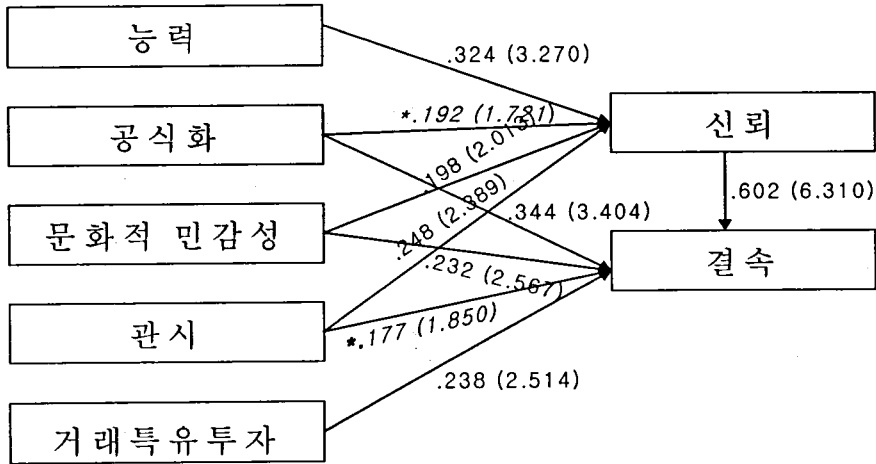 능력
.324 (3.270)
공식화
*.192 (1.781)
신뢰
.198 (2.013)
.602 (6.310)
.248 (2.389)
.344 (3.404)
문화적 민감성
.232 (2.567)
결속
관시
*.177 (1.850)
.238 (2.514)
거래특유투자